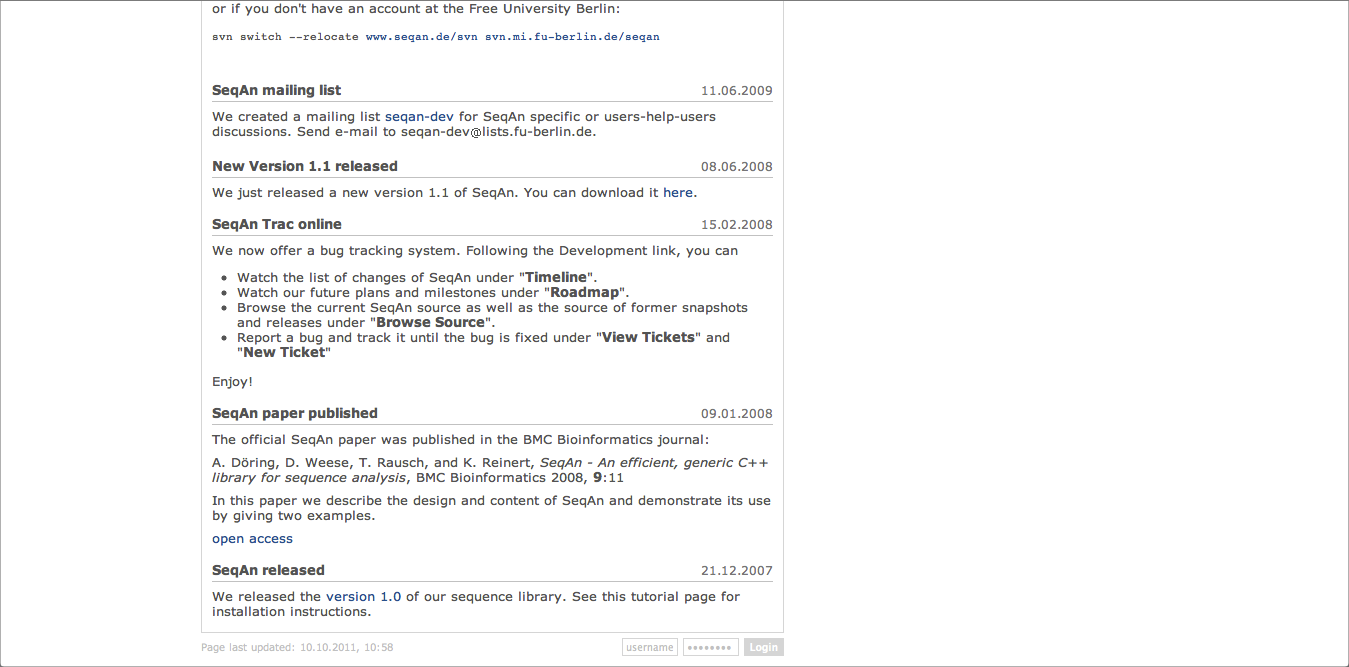 or if you don't have an account at the Free University Berlin:
svn switch --relocate www.seqan.de/svn svn.mi.fu-berlin.de/seqan
SeqAn mailing list 11.06.2009
We created a mailing list seqan-dev for SeqAn specific or users-help-users
discussions. Send e-mail to seqan-dev@lists.fu-berlin.de.
New Version 1.1 released 08.06.2008
We just released a new version 1.1 of SeqAn. You can download it here.
SeqAn Trac online 15.02.2008
We now offer a bug tracking system. Following the Development link, you can
• Watch the list of changes of SeqAn under "Timeline".
• Watch our future plans and milestones under "Roadmap".
• Browse the current SeqAn source as well as the source of former snapshots
and releases under "Browse Source".
• Report a bug and track it until the bug is fixed under "View Tickets" and
"New Ticket"
Enjoy!
SeqAn paper published 09.01.2008
The official SeqAn paper was published in the BMC Bioinformatics journal:
A. Döring, D. Weese, T. Rausch, and K. Reinert, SeqAn - An efficient, generic C++
library for sequence analysis, BMC Bioinformatics 2008, 9:11
In this paper we describe the design and content of SeqAn and demonstrate its use
by giving two examples.
open access
SeqAn released 21.12.2007
We released the version 1.0 of our sequence library. See this tutorial page for
installation instructions.
Page last updated: 10.10.2011, 10:58 username •••••••• Login